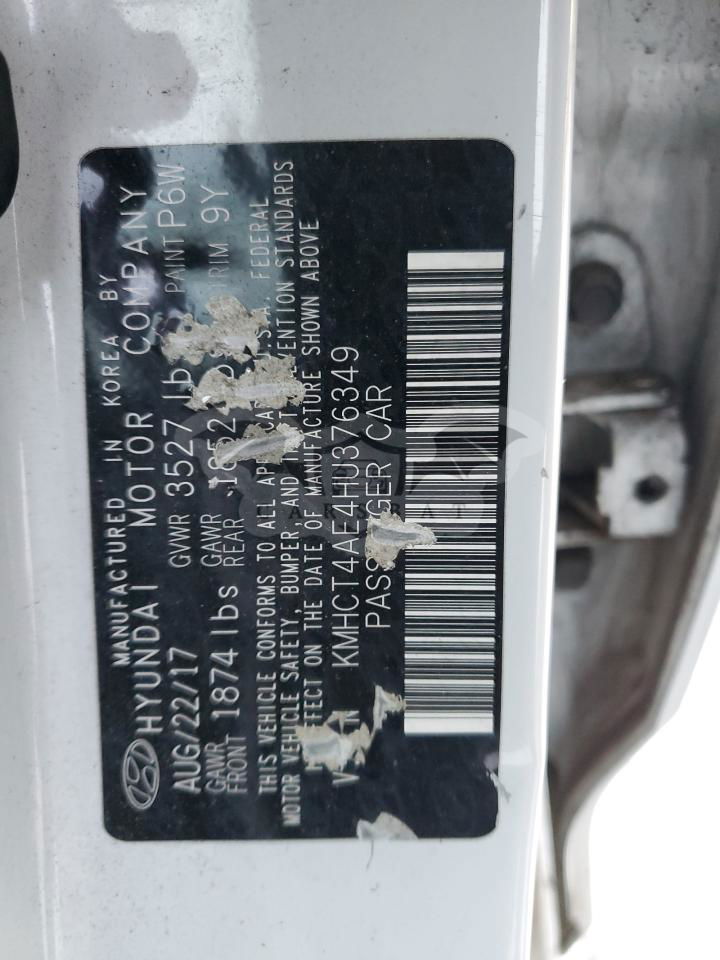 MANUFACTURED IN KOREA BY
HYUNDAI MOTOR COMPANY
AUG/22/17 GVWR 3527 lb PAINT P6W
GAWR FRONT 1874 lbs GAWR REAR TRIM 9Y
THIS VEHICLE CONFORMS TO ALL U.S.A. FEDERAL
MOTOR VEHICLE SAFETY, BUMPER, AND STANDARDS
ON THE DATE OF MANUFACTURE SHOWN ABOVE
KMHCT4AE4HU376349
CAR